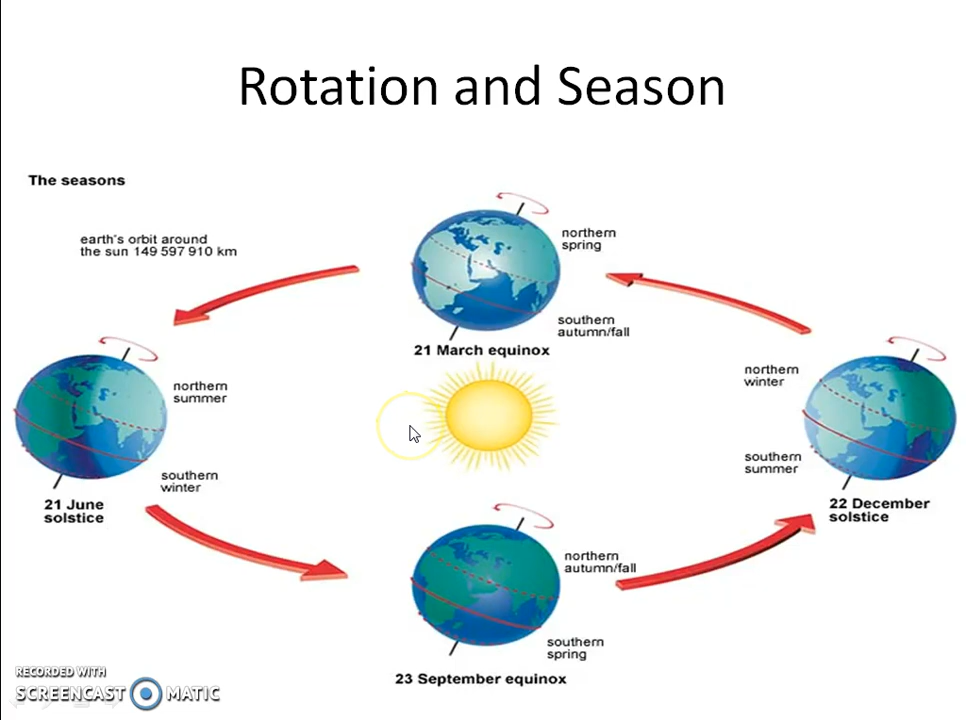 Rotation and Season
The seasons
earth's orbit around
the sun 149 597 910 km
northern
spring
southern
autumn/fall
21 March equinox
northern
summer
southern
winter
21 June
solstice
northern
winter
southern
summer
22 December
solstice
northern
autumn/fall
southern
spring
23 September equinox
RECORDED WITH
SCREENCAST MATIC